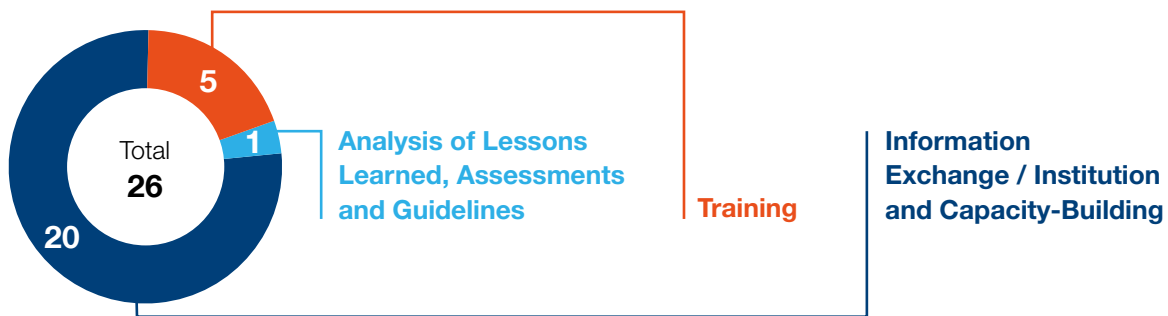 5
1
20
Total
26
Analysis of Lessons
Learned, Assessments
and Guidelines
Training
Information
Exchange / Institution
and Capacity-Building